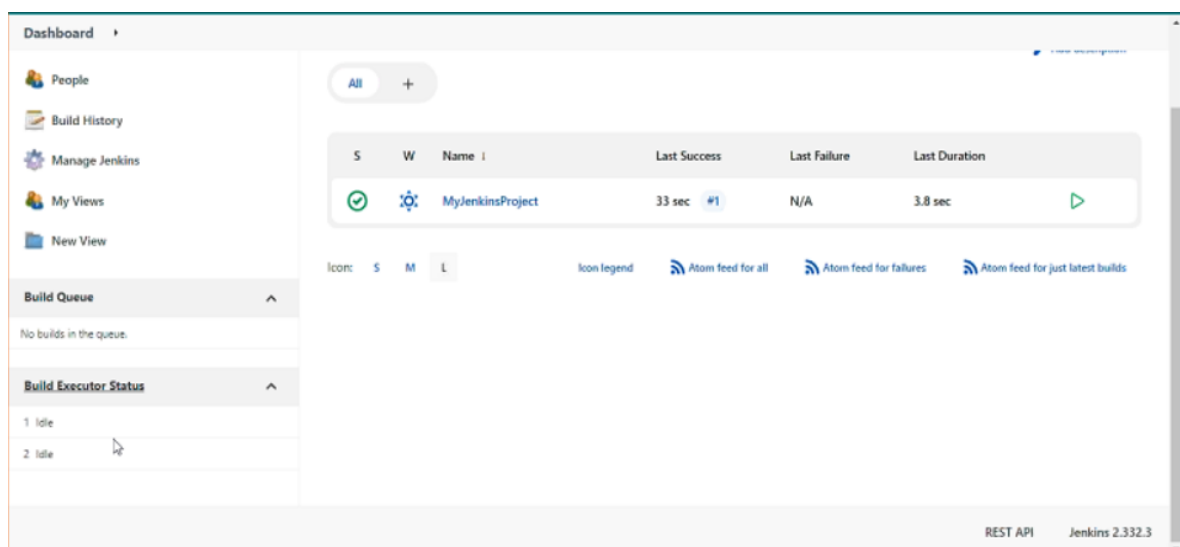 Dashboard
People
Build History
Manage Jenkins
My Views
New View
Build Queue
No builds in the queue.
Build Executor Status
1 Idle
2 Idle
All +
S W Name ↓ Last Success Last Failure Last Duration
MyJenkinsProject 33 sec #1 N/A 3.8 sec
Icon: S M L Icon legend Atom feed for all Atom feed for failures Atom feed for just latest builds
REST API Jenkins 2.332.3